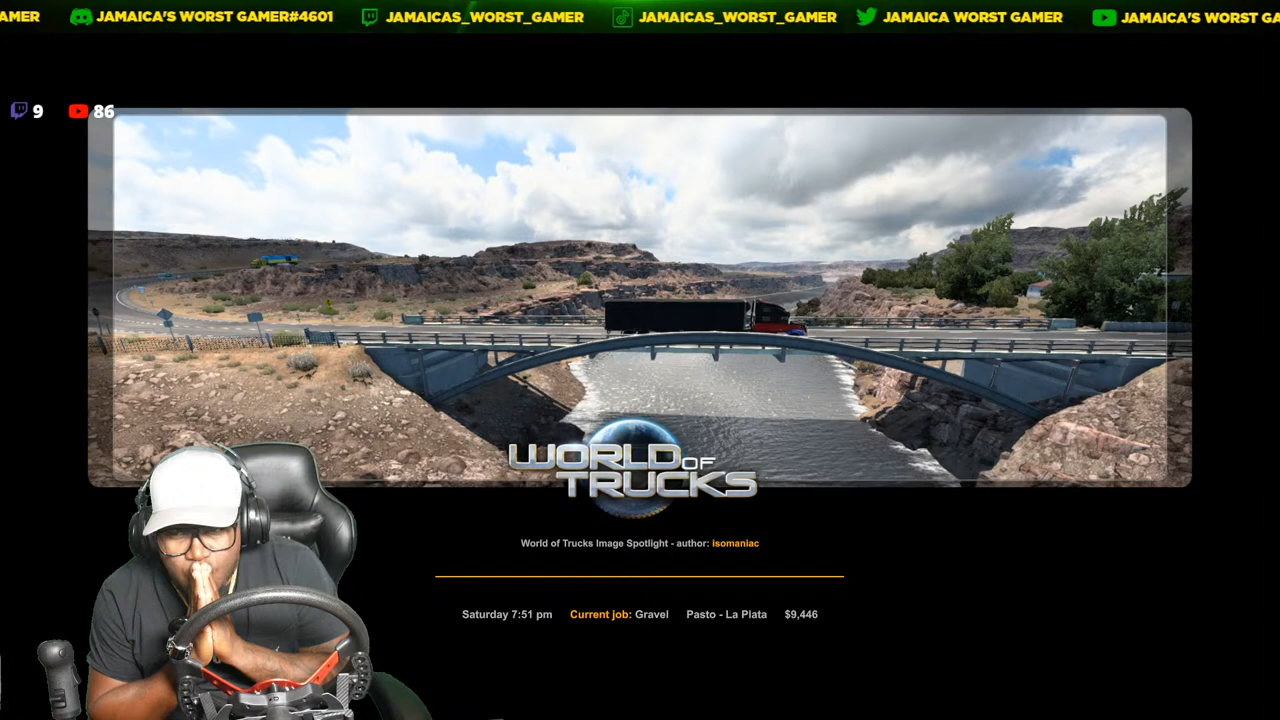 AMER JAMAICA'S WORST GAMER#4601 JAMAICAS_WORST_GAMER JAMAICAS_WORST_GAMER JAMAICA WORST GAMER JAMAICA'S WORST GA
9 86
WORLD OF
TRUCKS
World of Trucks Image Spotlight - author: isomaniac
Saturday 7:51 pm Current job: Gravel Pasto - La Plata $9,446